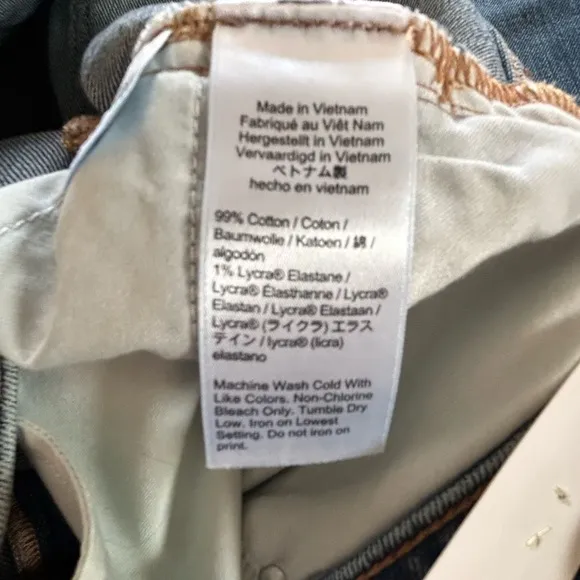 Made in Vietnam
Fabriqué au Viêt Nam
Hergestellt in Vietnam
Vervaardigd in Vietnam
ベトナム製
hecho en vietnam
99% Cotton / Coton /
Baumwolle / Katoen / 綿 /
algodón
1% Lycra® Elastane /
Lycra® Élasthanne / Lycra®
Elastan / Lycra® Elastaan /
Lycra® (ライクラ) エラス
テイン / lycra® (licra)
elastano
Machine Wash Cold With
Like Colors. Non-Chlorine
Bleach Only. Tumble Dry
Low. Iron on Lowest
Setting. Do not iron on
print.